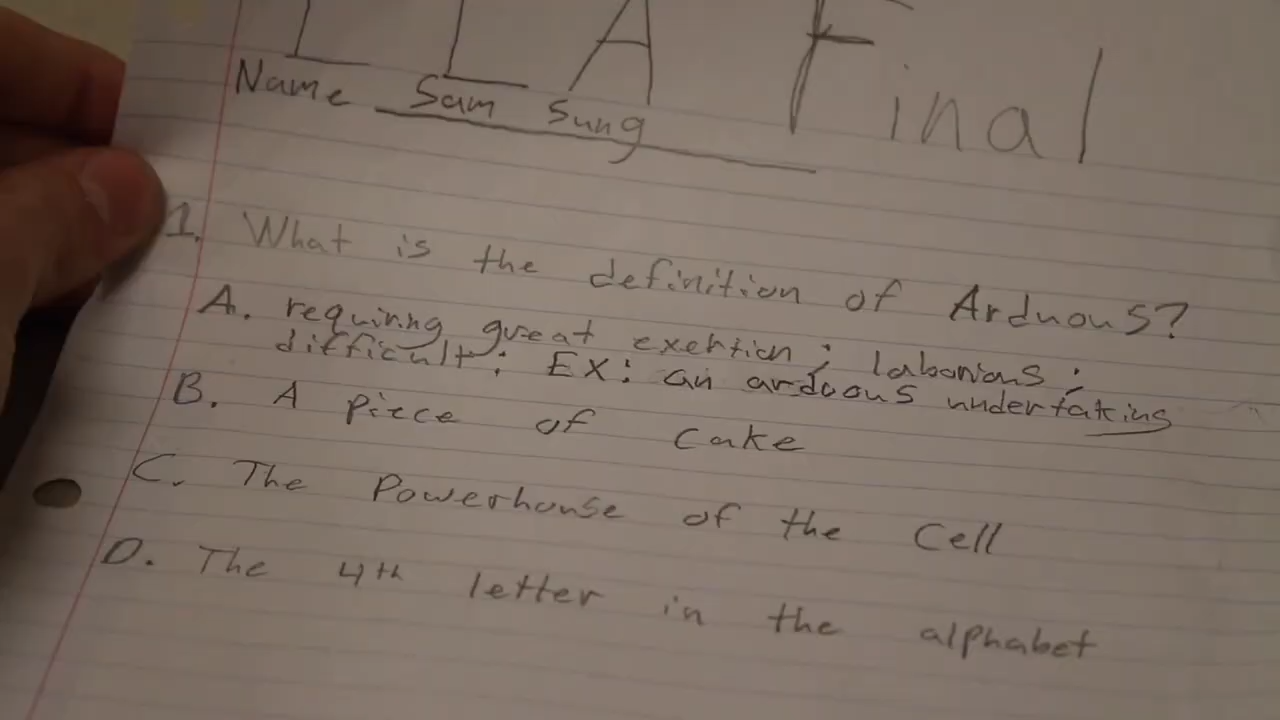 ELA Final
Name Sam Sung
1. What is the definition of Arduous?
A. requiring great exertion; laborious;
difficult: EX: an arduous undertaking
B. A piece of cake
C. The Powerhouse of the Cell
D. The 4th letter in the alphabet